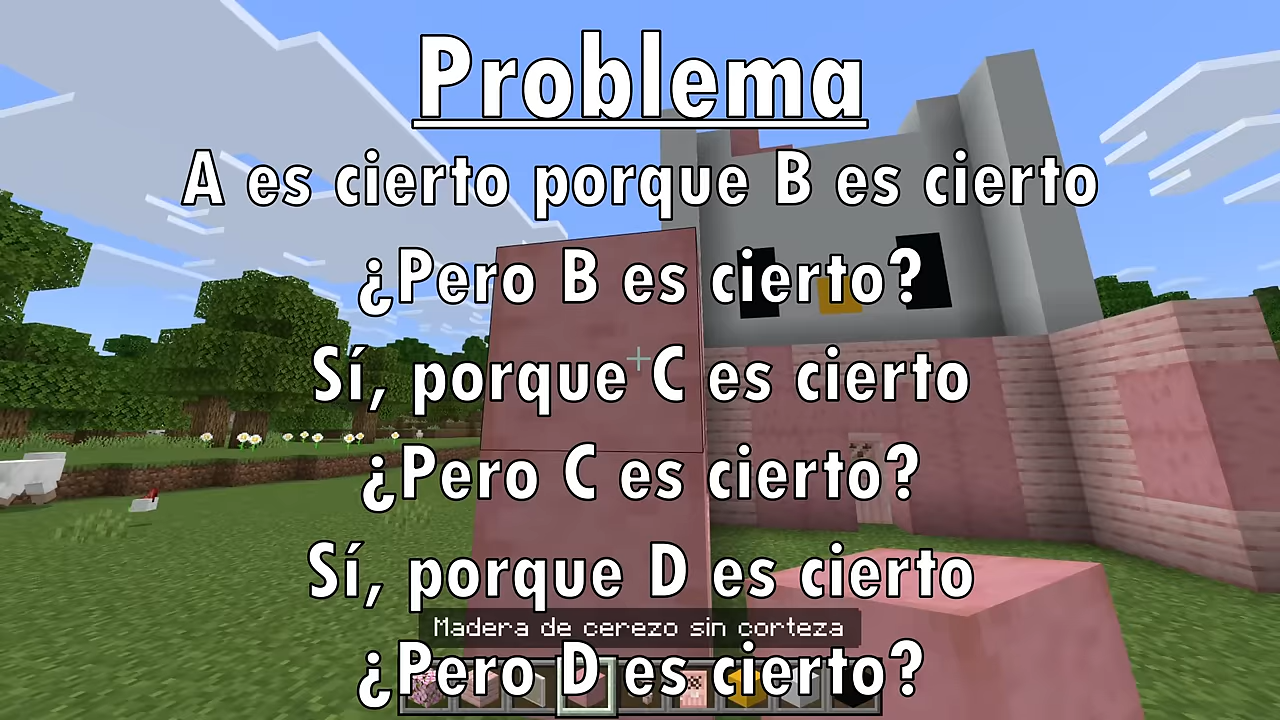 Problema
A es cierto porque B es cierto
¿Pero B es cierto?
Sí, porque C es cierto
¿Pero C es cierto?
Sí, porque D es cierto
Madera de cerezo sin corteza
¿Pero D es cierto?